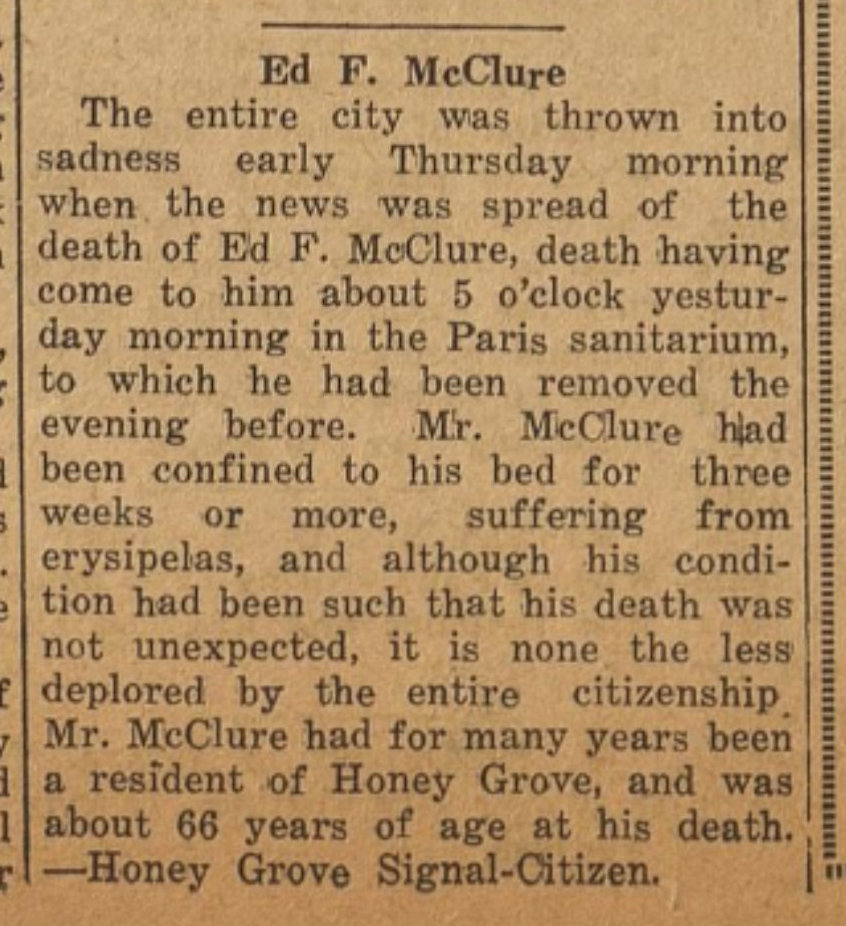 Ed F. McClure
The entire city was thrown into
sadness early Thursday morning
when the news was spread of the
death of Ed F. McClure, death having
come to him about 5 o'clock yestur-
day morning in the Paris sanitarium,
to which he had been removed the
evening before. Mr. McClure had
been confined to his bed for three
weeks or more, suffering from
erysipelas, and although his condi-
tion had been such that his death was
not unexpected, it is none the less
deplored by the entire citizenship.
Mr. McClure had for many years been
a resident of Honey Grove, and was
about 66 years of age at his death.
—Honey Grove Signal-Citizen.